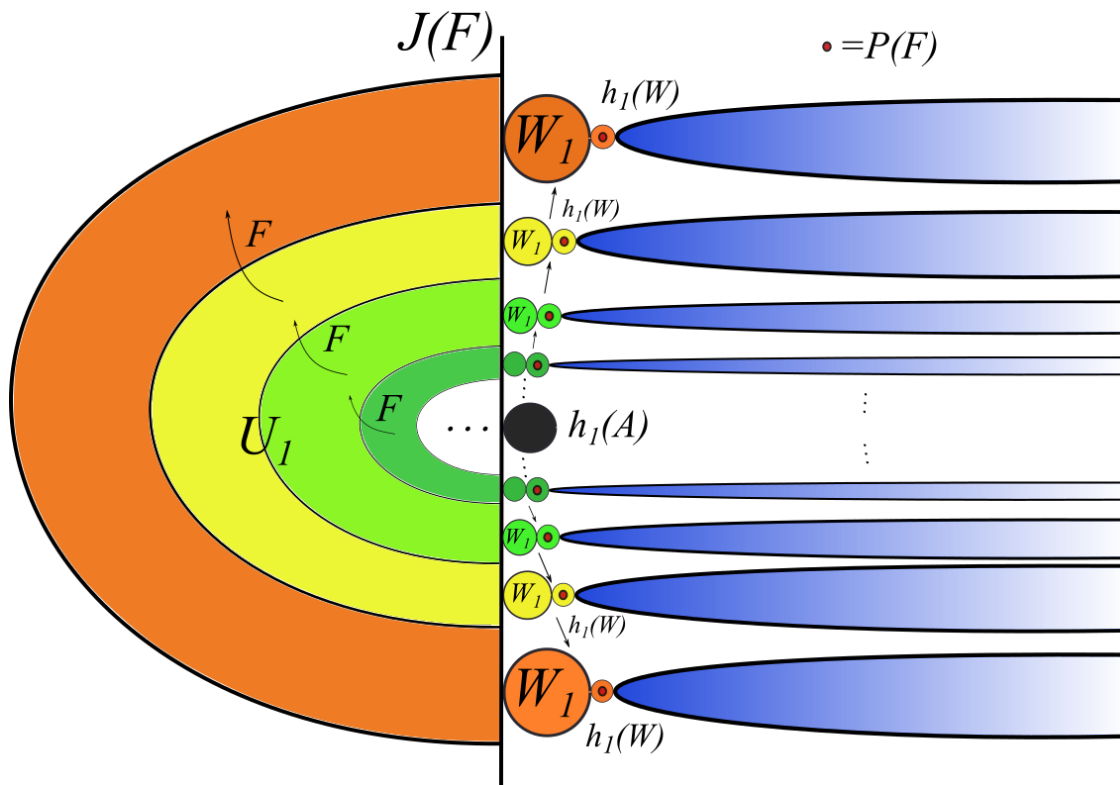 J(F)
= P(F)
h₁(W)
W₁
h₁(W)
F
W₁
F
W₁
F
U₁
...
h₁(A)
W₁
W₁
h₁(W)
W₁
h₁(W)